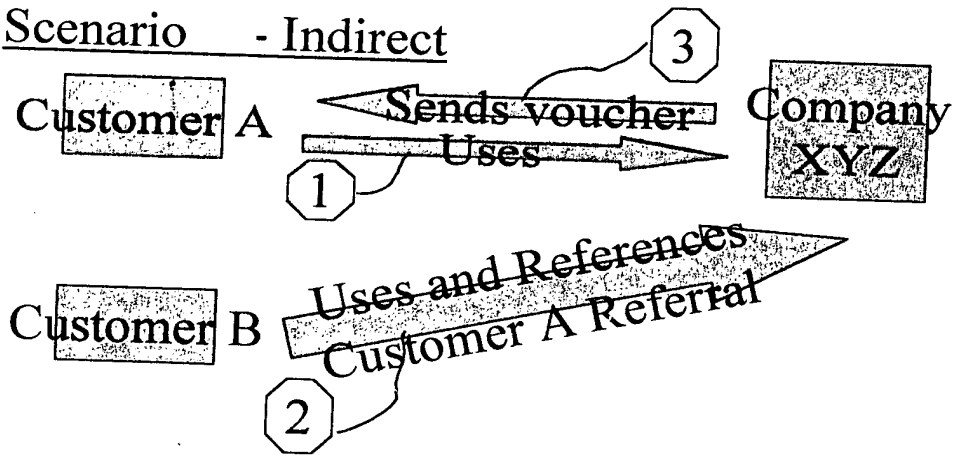 Scenario - Indirect
3
Customer A
Sends voucher
Uses
Company
XYZ
1
Uses and References
Customer A Referral
Customer B
2